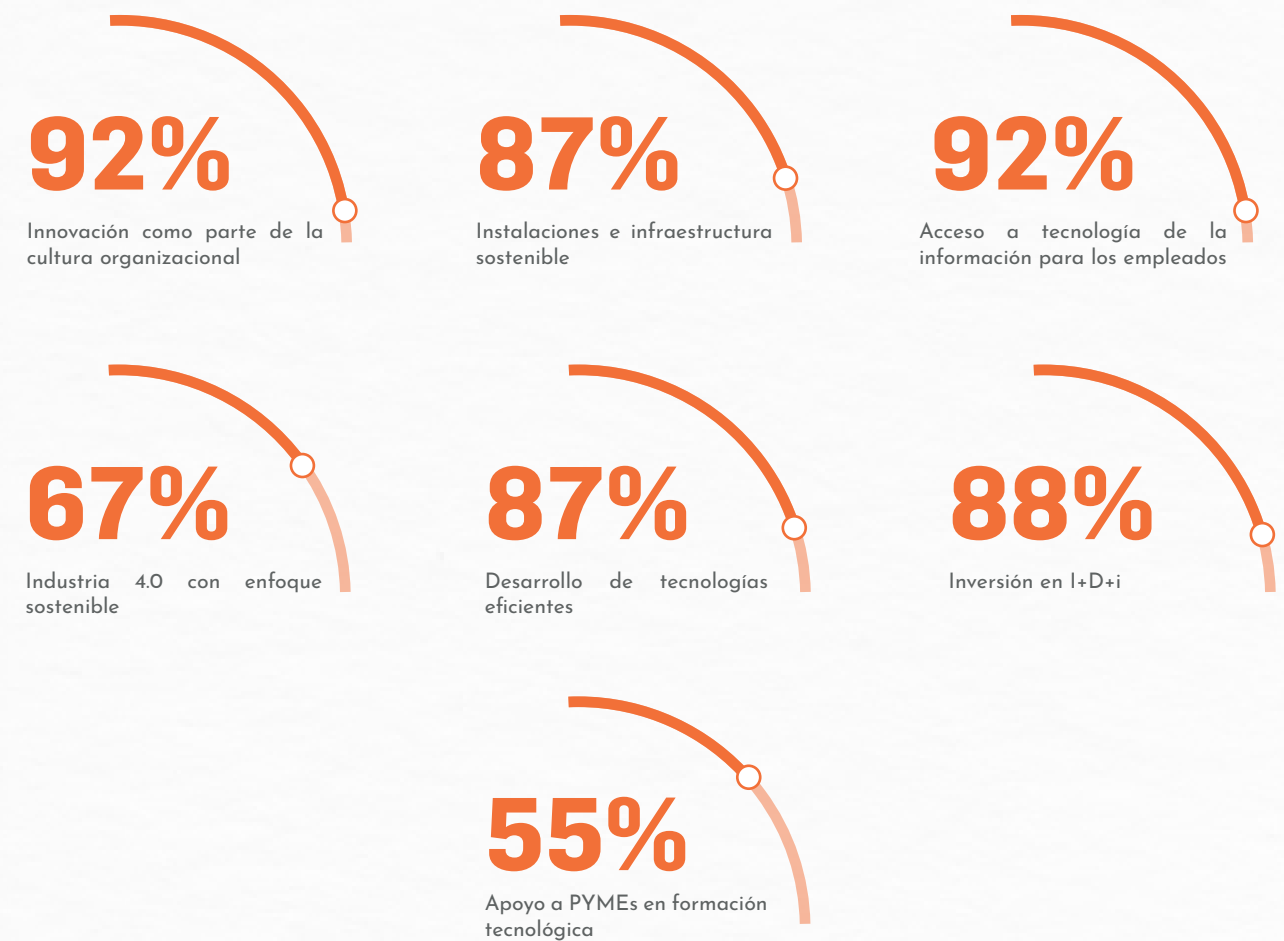 92%
Innovación como parte de la
cultura organizacional
87%
Instalaciones e infraestructura
sostenible
92%
Acceso a tecnología de la
información para los empleados
67%
Industria 4.0 con enfoque
sostenible
87%
Desarrollo de tecnologías
eficientes
88%
Inversión en I+D+i
55%
Apoyo a PYMEs en formación
tecnológica